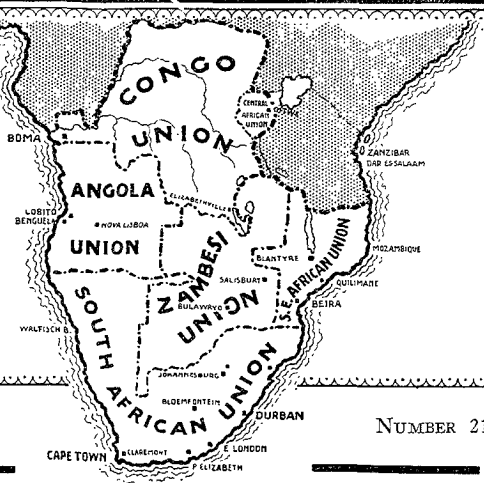 CONGO
UNION
CENTRAL
AFRICAN
UNION
BOMA
ZANZIBAR
DAR ES SALAAM
ANGOLA
UNION
ELIZABETHVILLE
LOBITO
BENGUELA
NOVA LISBOA
NAMBESI
UNION
BLANTYRE
S.E. AFRICAN UNION
MOZAMBIQUE
SALISBURY
QUILIMANE
BULAWAYO
BEIRA
WALFISCH B.
SOUTH AFRICAN UNION
JOHANNESBURG
BLOEMFONTEIN
DURBAN
CAPE TOWN
CLAREMONT
E LONDON
P ELIZABETH
NUMBER 21